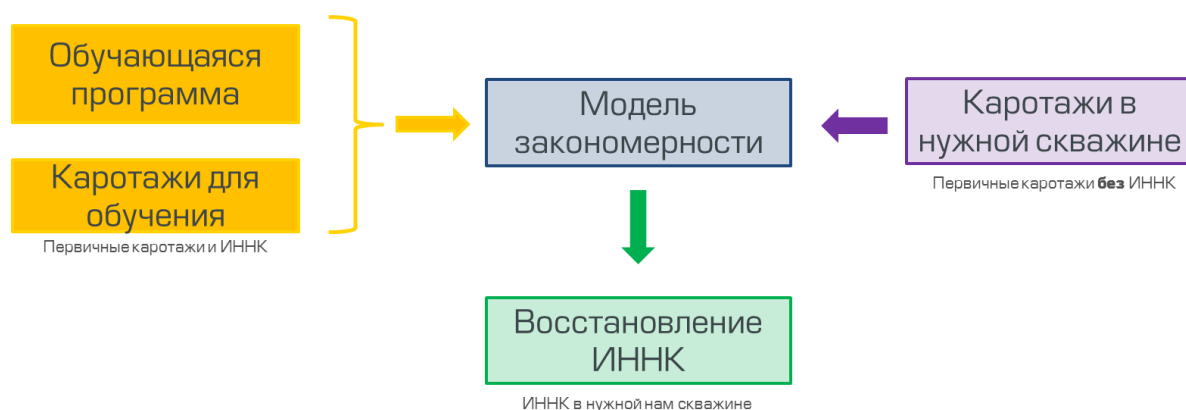 Обучающаяся
программа
Каротажи для
обучения
Первичные каротажи и ИННК
Модель
закономерности
Каротажи в
нужной скважине
Первичные каротажи без ИННК
Восстановление
ИННК
ИННК в нужной нам скважине